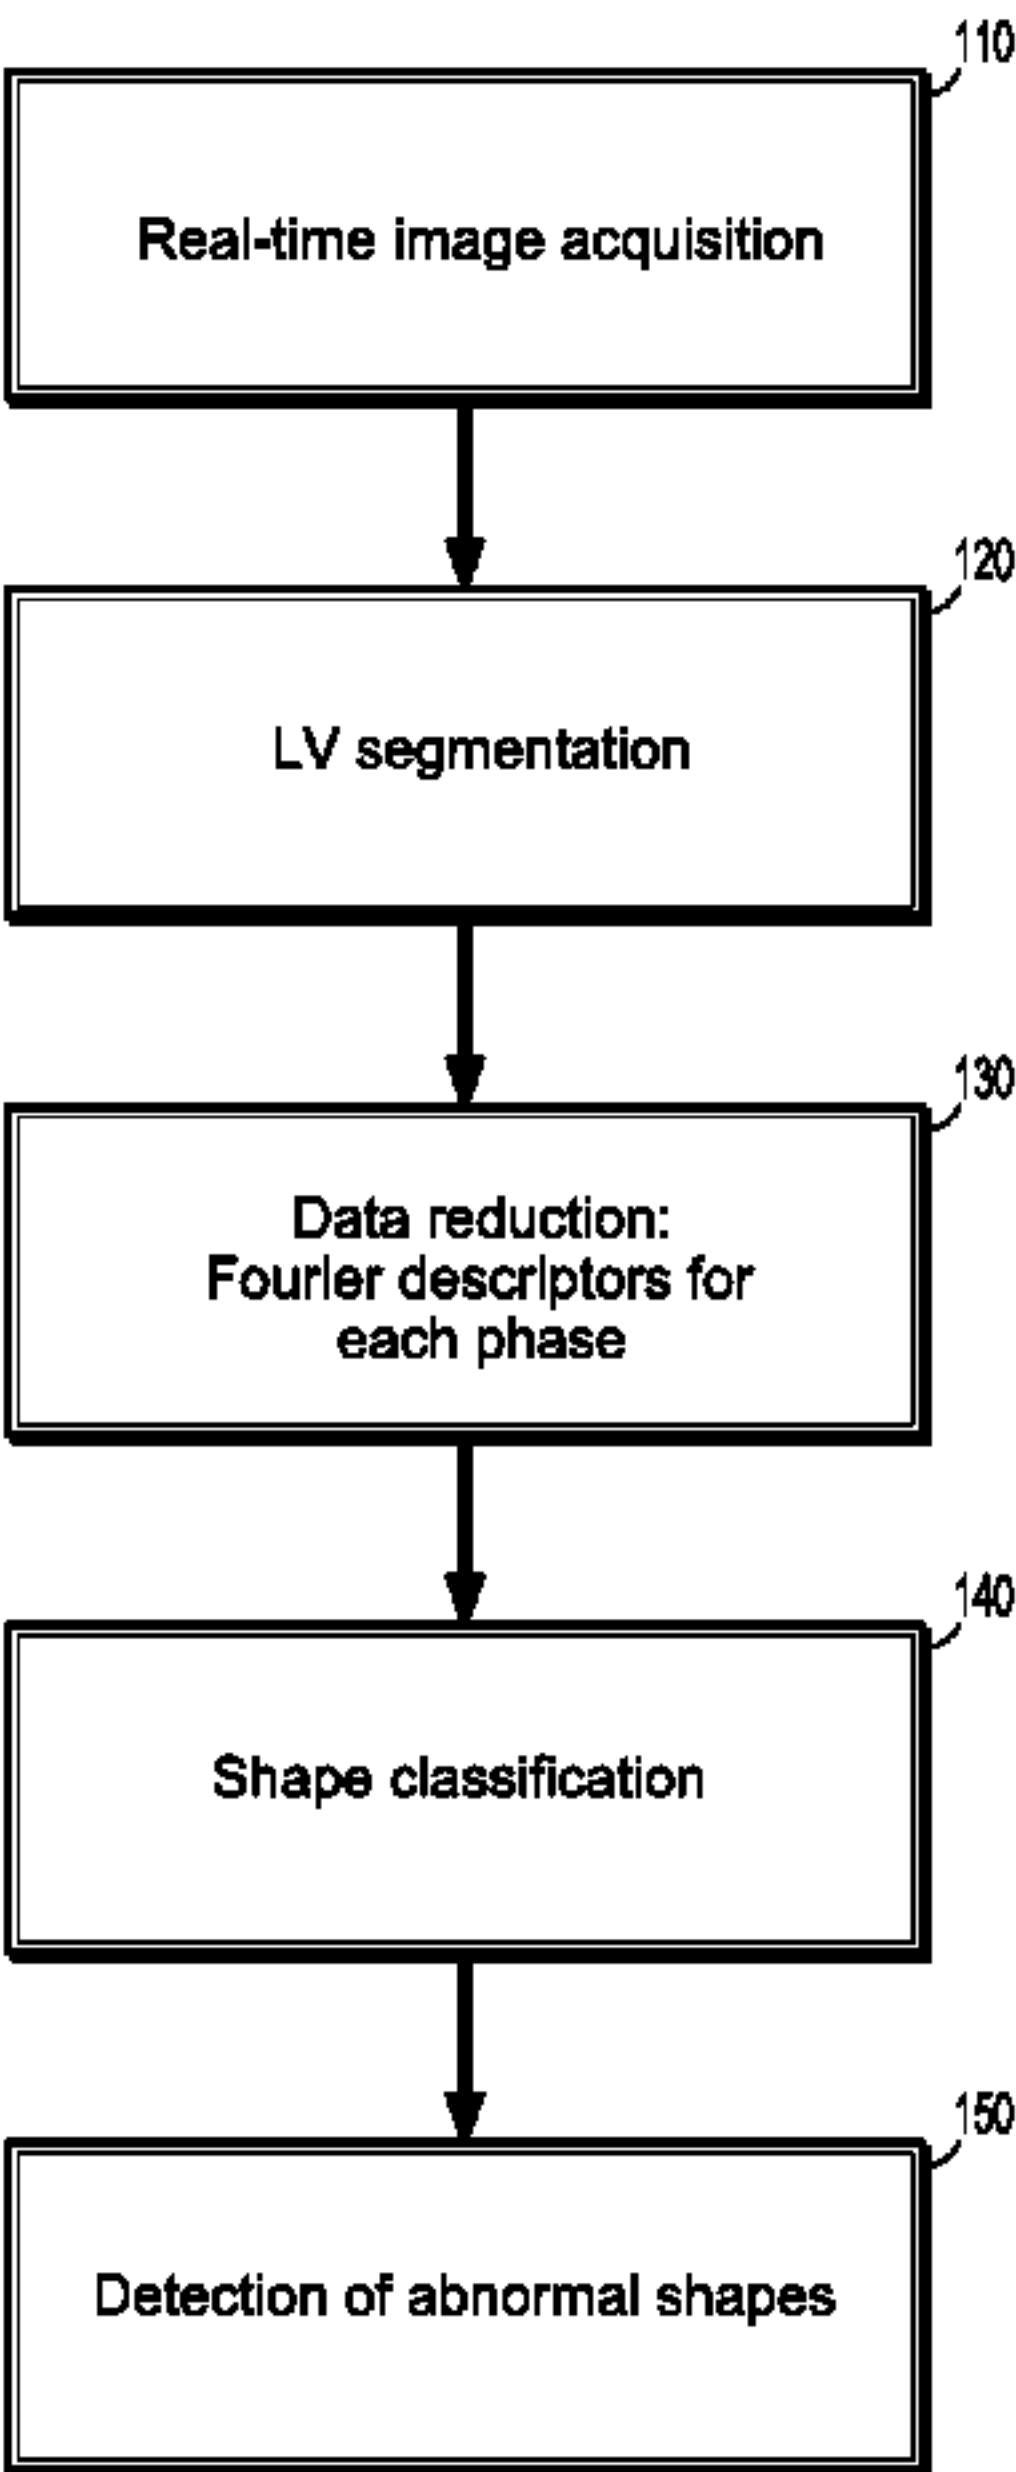 110
Real-time image acquisition
120
LV segmentation
130
Data reduction:
Fourier descriptors for
each phase
140
Shape classification
150
Detection of abnormal shapes